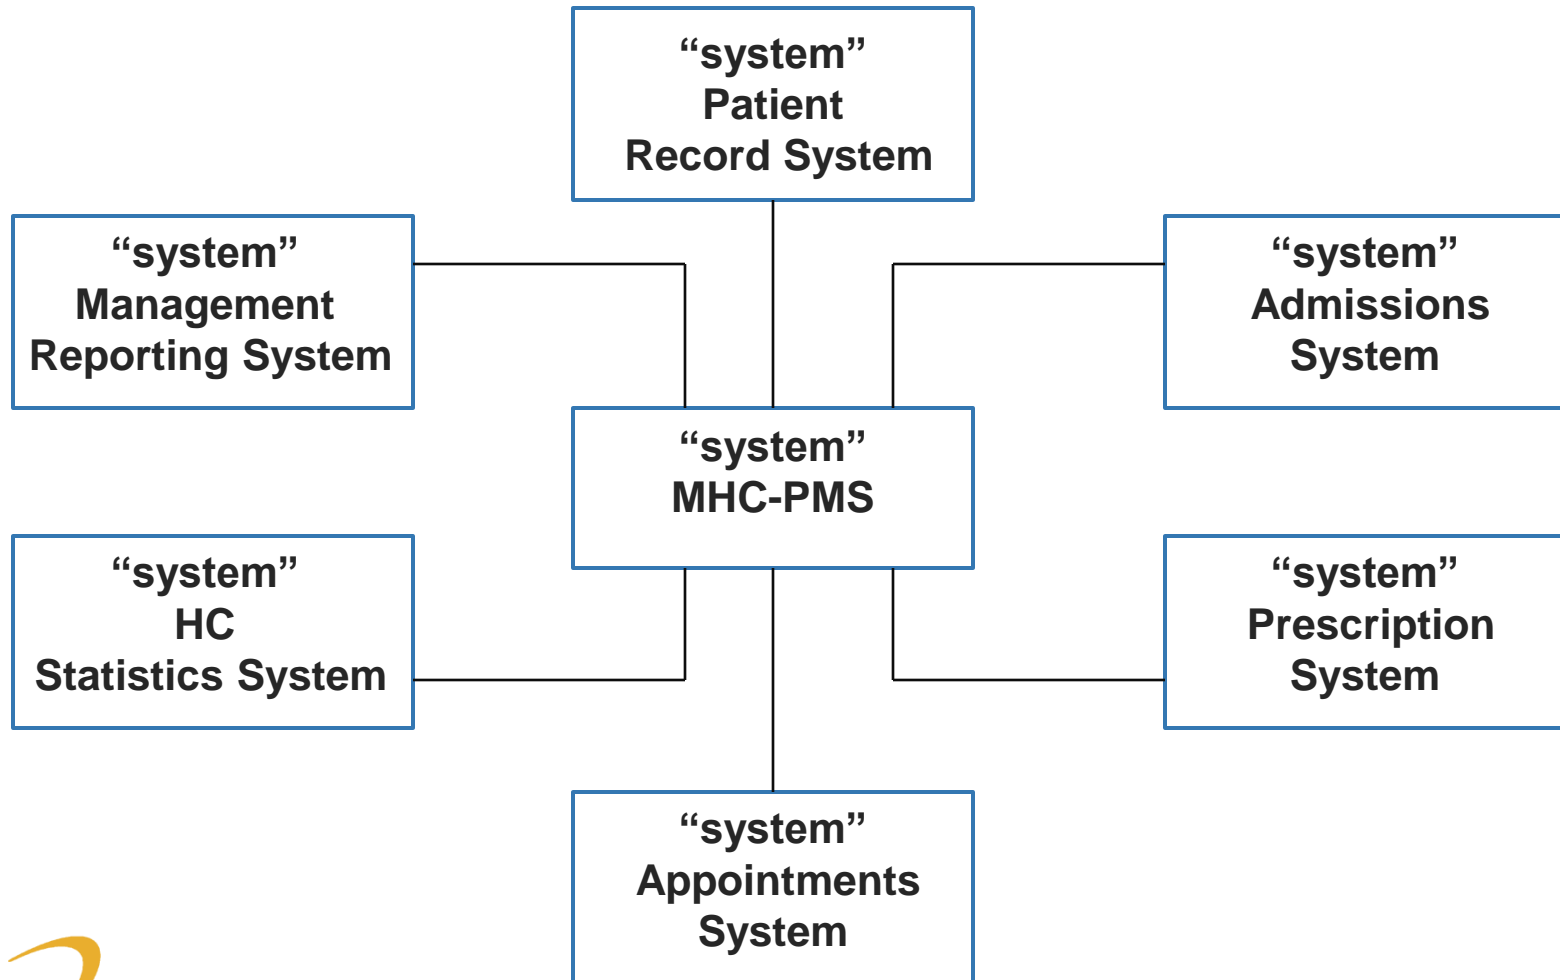 “system”
Patient
Record System
“system”
Management
Reporting System
“system”
Admissions
System
“system”
MHC-PMS
“system”
HC
Statistics System
“system”
Prescription
System
“system”
Appointments
System